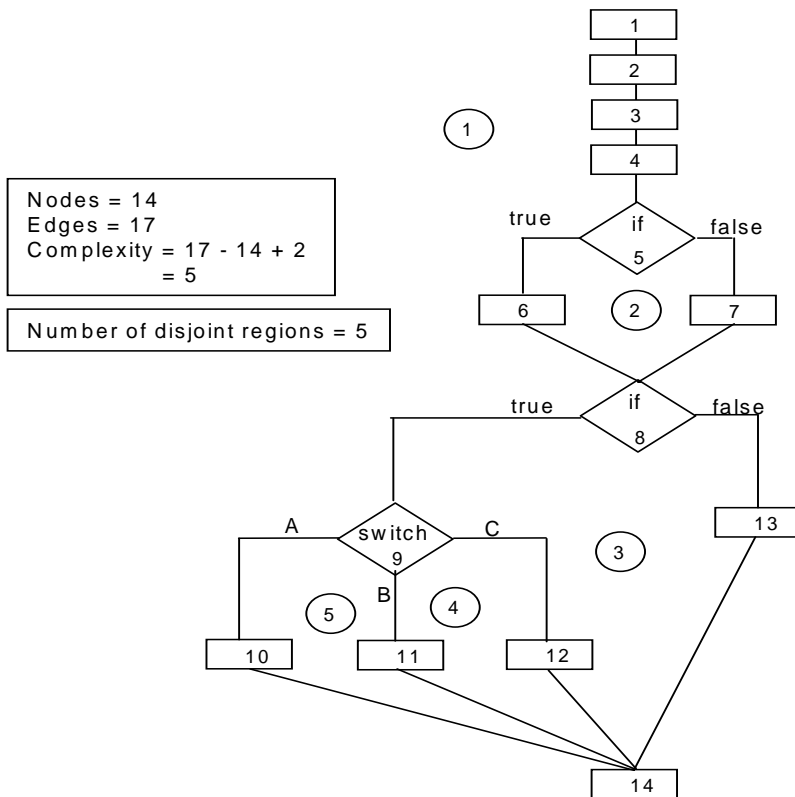 1
2
3
4
1
Nodes = 14
Edges = 17
Complexity = 17 - 14 + 2
= 5
Number of disjoint regions = 5
true
if
false
5
6
2
7
true
if
false
8
A
switch
C
9
13
3
B
5
4
10
11
12
14